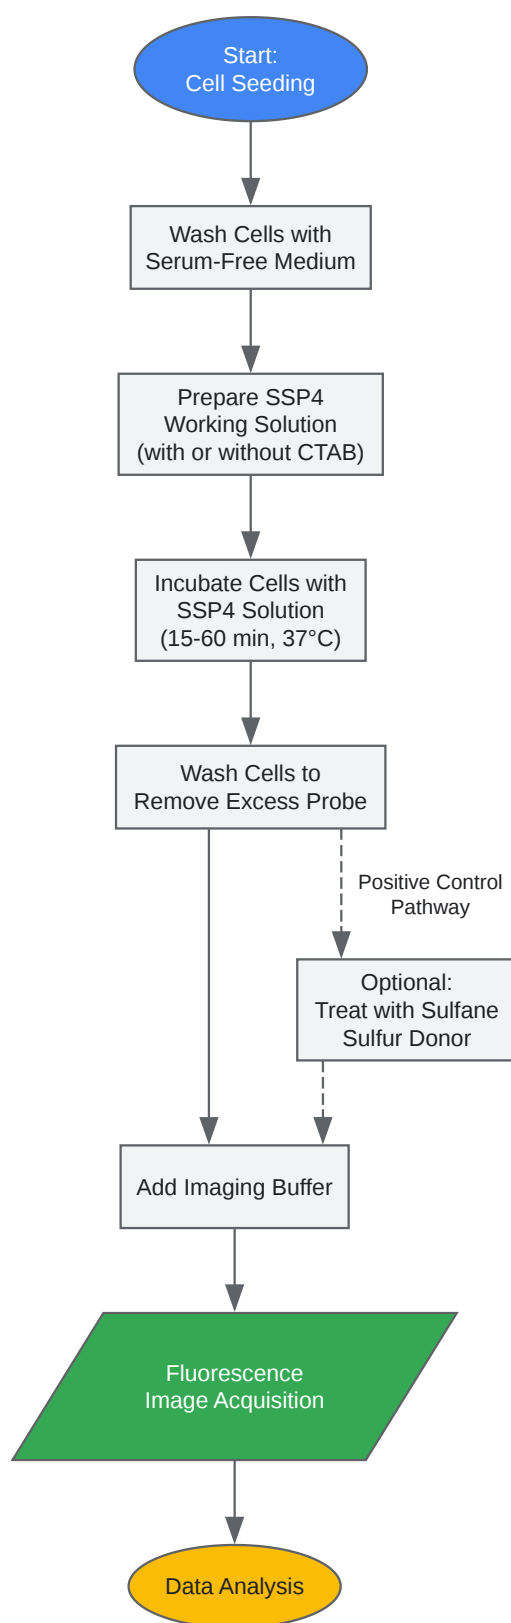 Start:
Cell Seeding
Wash Cells with
Serum-Free Medium
Prepare SSP4
Working Solution
(with or without CTAB)
Incubate Cells with
SSP4 Solution
(15-60 min, 37°C)
Wash Cells to
Remove Excess Probe
Positive Control
Pathway
Optional:
Treat with Sulfane
Sulfur Donor
Add Imaging Buffer
Fluorescence
Image Acquisition
Data Analysis